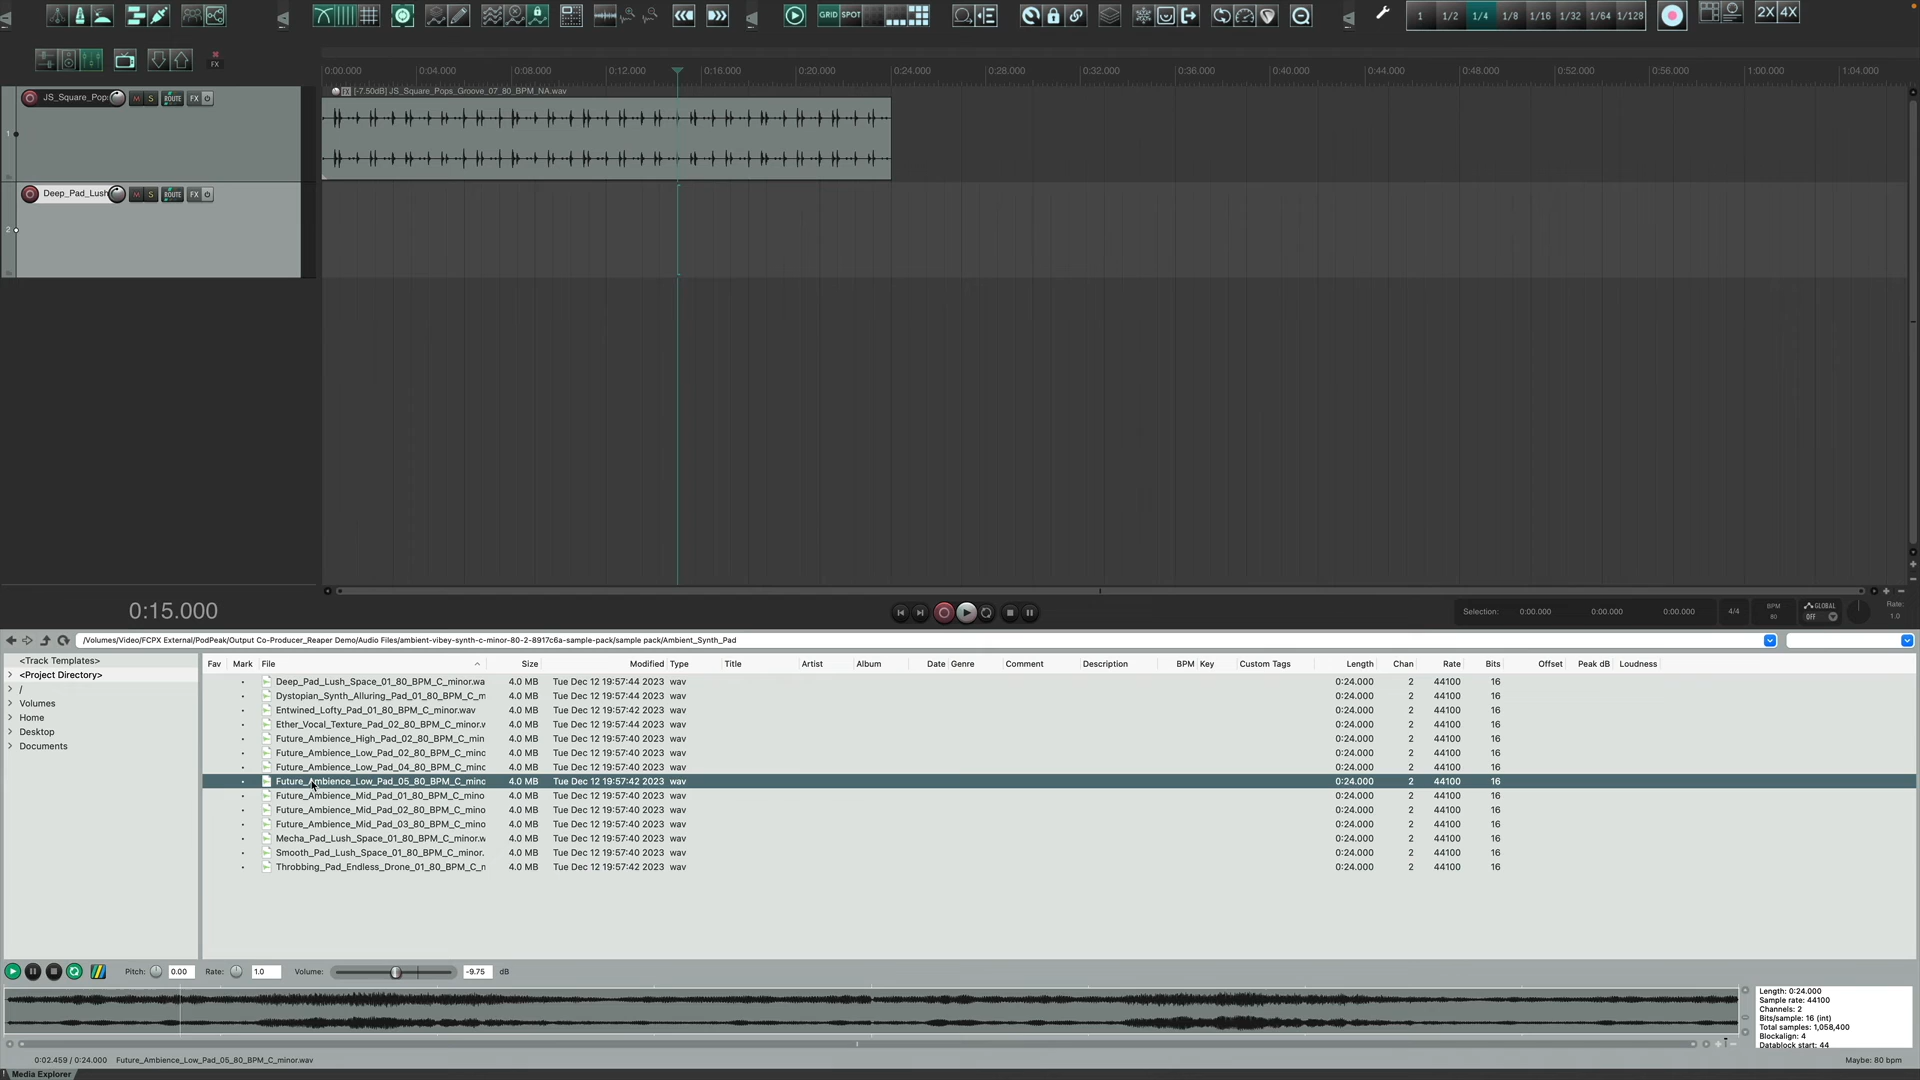 GRID SPOT 1 1/2 1/4 1/8 1/16 1/32 1/64 1/128 2X 4X
FX
0:00.000 0:04.000 0:08.000 0:12.000 0:16.000 0:20.000 0:24.000 0:28.000 0:32.000 0:36.000 0:40.000 0:44.000 0:48.000 0:52.000 0:56.000 1:00.000 1:04.000
JS_Square_Pop M S ROUTE FX
[-7.50dB] JS_Square_Pops_Groove_07_80_BPM_NA.wav
1
Deep_Pad_Lush M S ROUTE FX
2
0:15.000
Selection: 0:00.000 0:00.000 0:00.000 4/4 BPM 80 GLOBAL OFF Rate: 1.0
/Volumes/Video/FCPX External/PodPeak/Output Co-Producer_Reaper Demo/Audio Files/ambient-vibey-synth-c-minor-80-2-8917c6a-sample-pack/sample pack/Ambient_Synth_Pad
<Track Templates>
<Project Directory>
/
Volumes
Home
Desktop
Documents
Fav Mark File Size Modified Type Title Artist Album Date Genre Comment Description BPM Key Custom Tags Length Chan Rate Bits Offset Peak dB Loudness
Deep_Pad_Lush_Space_01_80_BPM_C_minor.wa 4.0 MB Tue Dec 12 19:57:44 2023 wav 0:24.000 2 44100 16
Dystopian_Synth_Alluring_Pad_01_80_BPM_C_m 4.0 MB Tue Dec 12 19:57:44 2023 wav 0:24.000 2 44100 16
Entwined_Lofty_Pad_01_80_BPM_C_minor.wav 4.0 MB Tue Dec 12 19:57:42 2023 wav 0:24.000 2 44100 16
Ether_Vocal_Texture_Pad_02_80_BPM_C_minor.v 4.0 MB Tue Dec 12 19:57:44 2023 wav 0:24.000 2 44100 16
Future_Ambience_High_Pad_02_80_BPM_C_min 4.0 MB Tue Dec 12 19:57:40 2023 wav 0:24.000 2 44100 16
Future_Ambience_Low_Pad_02_80_BPM_C_minc 4.0 MB Tue Dec 12 19:57:40 2023 wav 0:24.000 2 44100 16
Future_Ambience_Low_Pad_04_80_BPM_C_minc 4.0 MB Tue Dec 12 19:57:40 2023 wav 0:24.000 2 44100 16
Future_Ambience_Low_Pad_05_80_BPM_C_minc 4.0 MB Tue Dec 12 19:57:42 2023 wav 0:24.000 2 44100 16
Future_Ambience_Mid_Pad_01_80_BPM_C_mino 4.0 MB Tue Dec 12 19:57:40 2023 wav 0:24.000 2 44100 16
Future_Ambience_Mid_Pad_02_80_BPM_C_mino 4.0 MB Tue Dec 12 19:57:40 2023 wav 0:24.000 2 44100 16
Future_Ambience_Mid_Pad_03_80_BPM_C_mino 4.0 MB Tue Dec 12 19:57:40 2023 wav 0:24.000 2 44100 16
Mecha_Pad_Lush_Space_01_80_BPM_C_minor.w 4.0 MB Tue Dec 12 19:57:40 2023 wav 0:24.000 2 44100 16
Smooth_Pad_Lush_Space_01_80_BPM_C_minor. 4.0 MB Tue Dec 12 19:57:40 2023 wav 0:24.000 2 44100 16
Throbbing_Pad_Endless_Drone_01_80_BPM_C_r 4.0 MB Tue Dec 12 19:57:42 2023 wav 0:24.000 2 44100 16
Pitch: 0.00 Rate: 1.0 Volume: -9.75 dB
Length: 0:24.000
Sample rate: 44100
Channels: 2
Bits/sample: 16 (int)
Total samples: 1,058,400
Blockalign: 4
Datablock start: 44
0:02.459 / 0:24.000 Future_Ambience_Low_Pad_05_80_BPM_C_minor.wav
Maybe: 80 bpm
Media Explorer